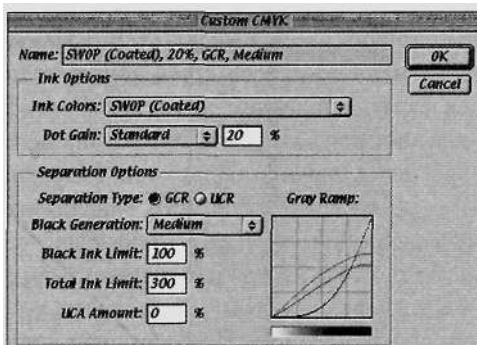 Custom CMYK
Name: SWOP (Coated), 20%, GCR, Medium
OK
Cancel
Ink Options
Ink Colors: SWOP (Coated)
Dot Gain: Standard 20 %
Separation Options
Separation Type: GCR UCR
Gray Ramp:
Black Generation: Medium
Black Ink Limit: 100 %
Total Ink Limit: 300 %
UCA Amount: 0 %